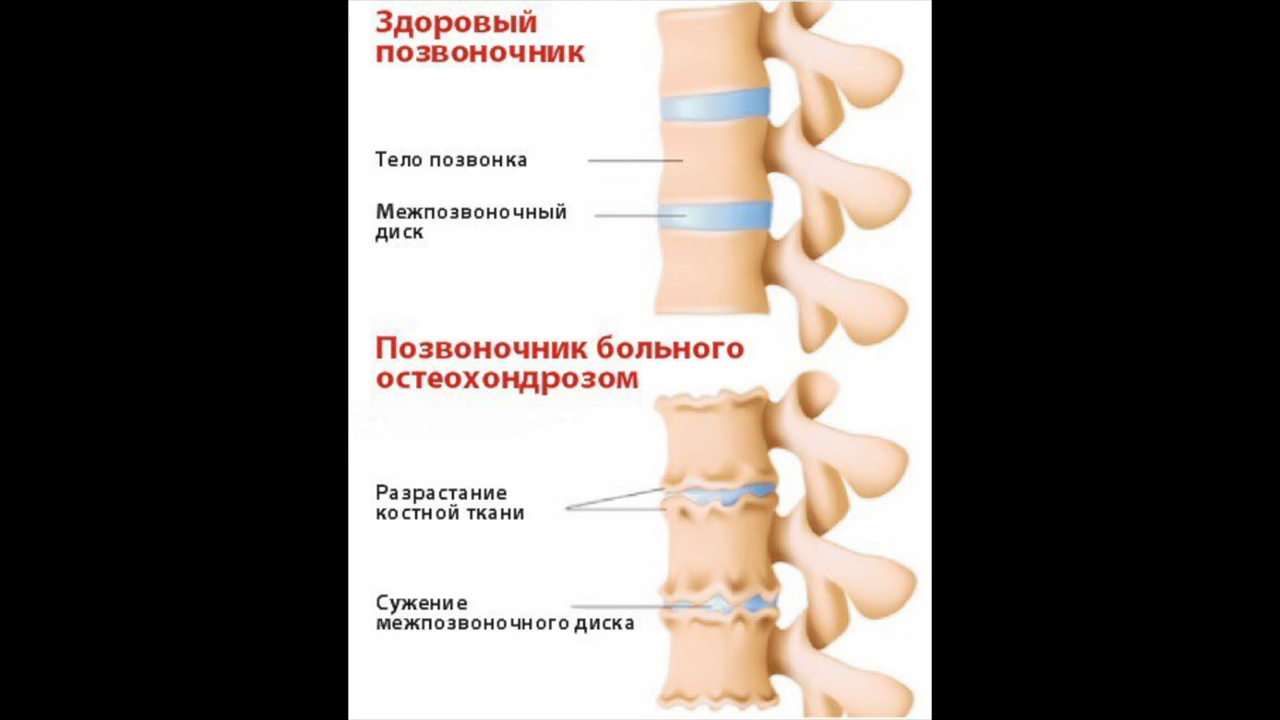 Здоровый
позвоночник
Тело позвонка
Межпозвоночный
диск
Позвоночник больного
остеохондрозом
Разрастание
костной ткани
Сужение
межпозвоночного диска